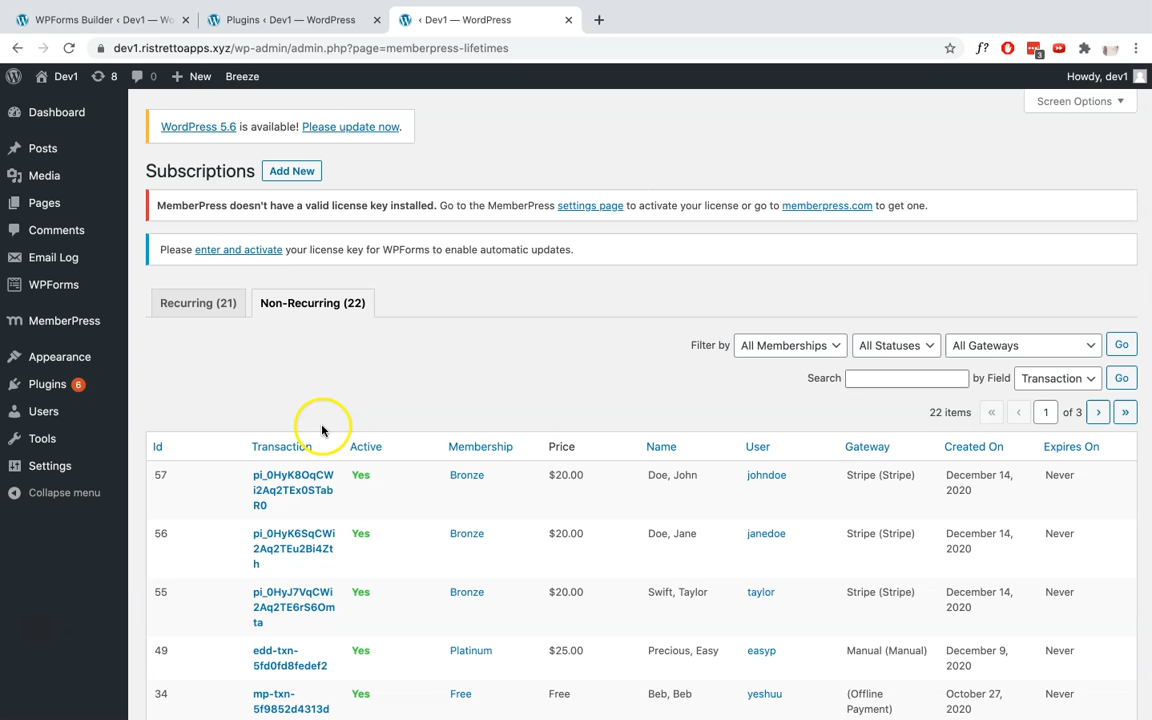 WPForms Builder ‹ Dev1 — Wo
Plugins ‹ Dev1 — WordPress
‹ Dev1 — WordPress
dev1.ristrettoapps.xyz/wp-admin/admin.php?page=memberpress-lifetimes
f?
3
Dev1
8
0
New
Breeze
Howdy, dev1
Screen Options
Dashboard
Posts
Media
Pages
Comments
Email Log
WPForms
MemberPress
Appearance
Plugins 6
Users
Tools
Settings
Collapse menu
WordPress 5.6 is available! Please update now.
Subscriptions Add New
MemberPress doesn't have a valid license key installed. Go to the MemberPress settings page to activate your license or go to memberpress.com to get one.
Please enter and activate your license key for WPForms to enable automatic updates.
Recurring (21) Non-Recurring (22)
Filter by All Memberships All Statuses All Gateways Go
Search by Field Transaction Go
22 items « ‹ 1 of 3 › »
Id Transaction Active Membership Price Name User Gateway Created On Expires On
57 pi_0HyK8OqCW Yes Bronze $20.00 Doe, John johndoe Stripe (Stripe) December 14, Never
i2Aq2TEx0STab 2020
R0
56 pi_0HyK6SqCWi Yes Bronze $20.00 Doe, Jane janedoe Stripe (Stripe) December 14, Never
2Aq2TEu2Bi4Zt 2020
h
55 pi_0HyJ7VqCWi Yes Bronze $20.00 Swift, Taylor taylor Stripe (Stripe) December 14, Never
2Aq2TE6rS6Om 2020
ta
49 edd-txn- Yes Platinum $25.00 Precious, Easy easyp Manual (Manual) December 9, Never
5fd0fd8fedef2 2020
34 mp-txn- Yes Free Free Beb, Beb yeshuu (Offline October 27, Never
5f9852d4313d Payment) 2020